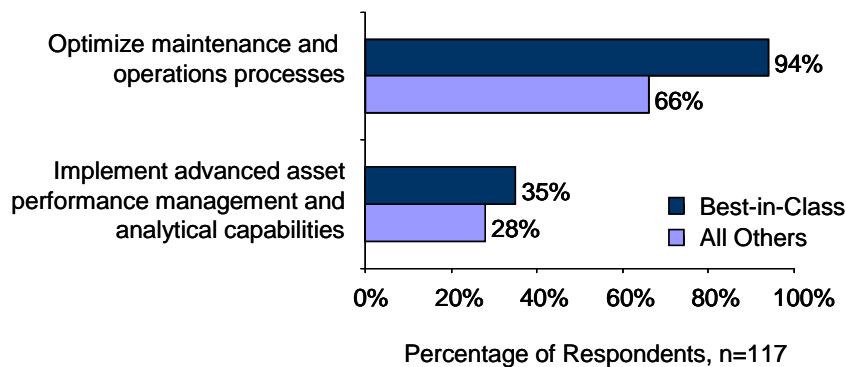 Optimize maintenance and
operations processes
94%
66%
Implement advanced asset
performance management and
analytical capabilities
35%
28%
Best-in-Class
All Others
0% 20% 40% 60% 80% 100%
Percentage of Respondents, n=117